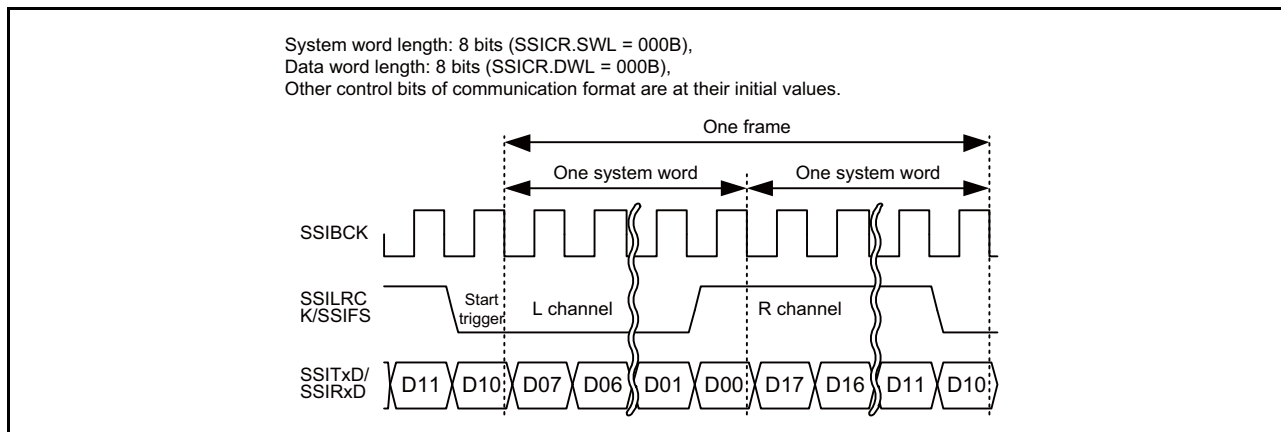 System word length: 8 bits (SSICR.SWL = 000B),
Data word length: 8 bits (SSICR.DWL = 000B),
Other control bits of communication format are at their initial values.
One frame
One system word
One system word
SSIBCK
SSILRC
K/SSIFS
Start
trigger
L channel
R channel
SSITxD/
SSIRxD
D11
D10
D07
D06
D01
D00
D17
D16
D11
D10